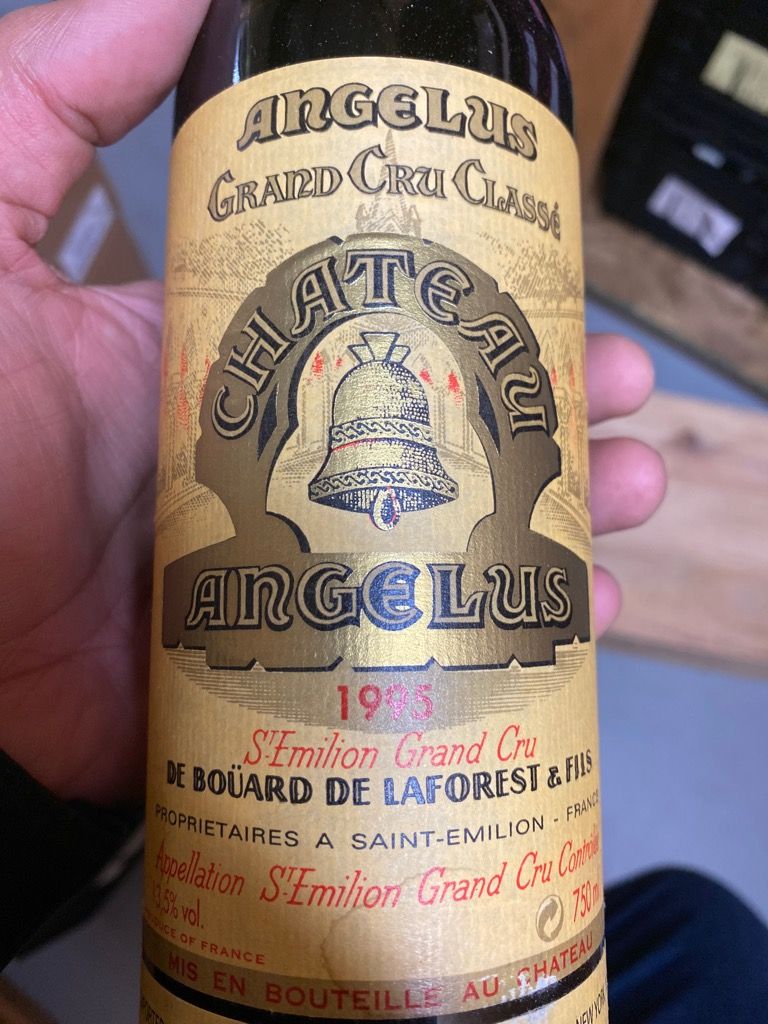 ANGELUS
GRAND CRU CLASSÉ
CHATEAU
ANGELUS
1995
ST-Emilion Grand Cru
DE BOÜARD DE LAFOREST & FILS
PROPRIETAIRES A SAINT-EMILION - FRANCE
Appellation ST-Emilion Grand Cru Contrôlée
13,5% vol.
750 m
PRODUCE OF FRANCE
MIS EN BOUTEILLE AU CHATEAU
NEW YORK